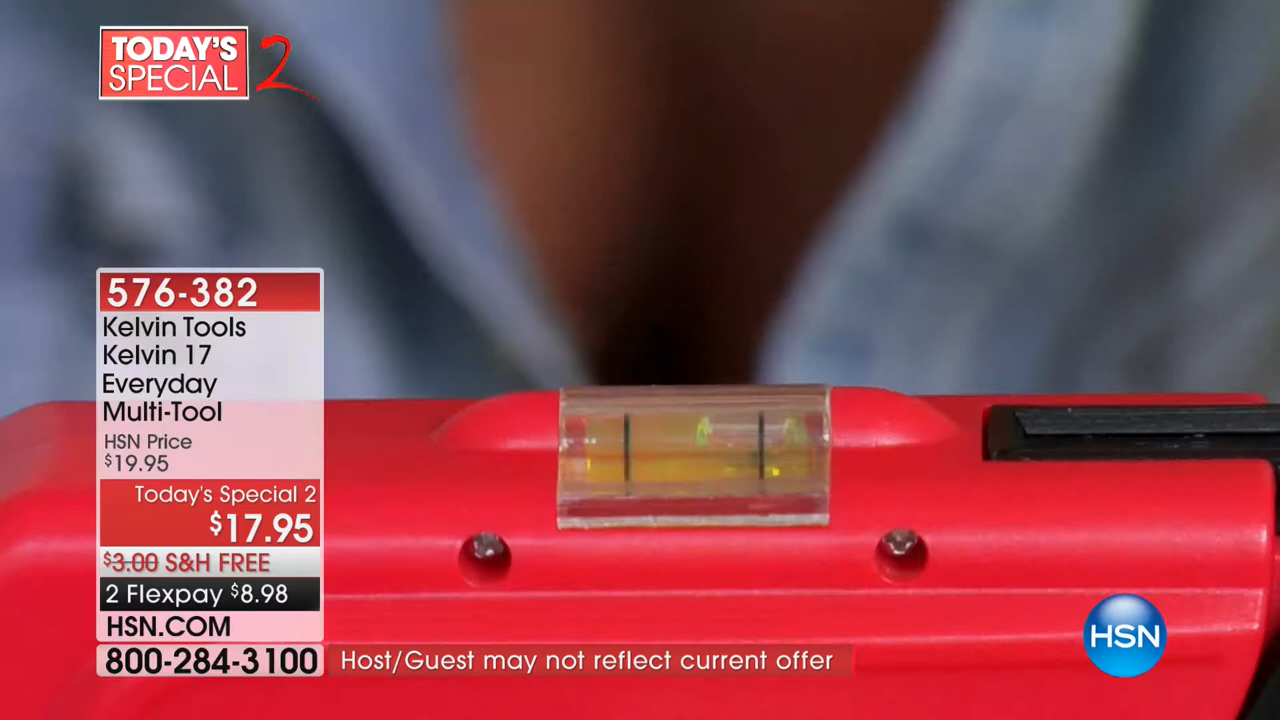 TODAY'S
SPECIAL 2
576-382
Kelvin Tools
Kelvin 17
Everyday
Multi-Tool
HSN Price
$19.95
Today's Special 2
$17.95
$3.00 S&H FREE
2 Flexpay $8.98
HSN.COM
800-284-3100
Host/Guest may not reflect current offer
HSN